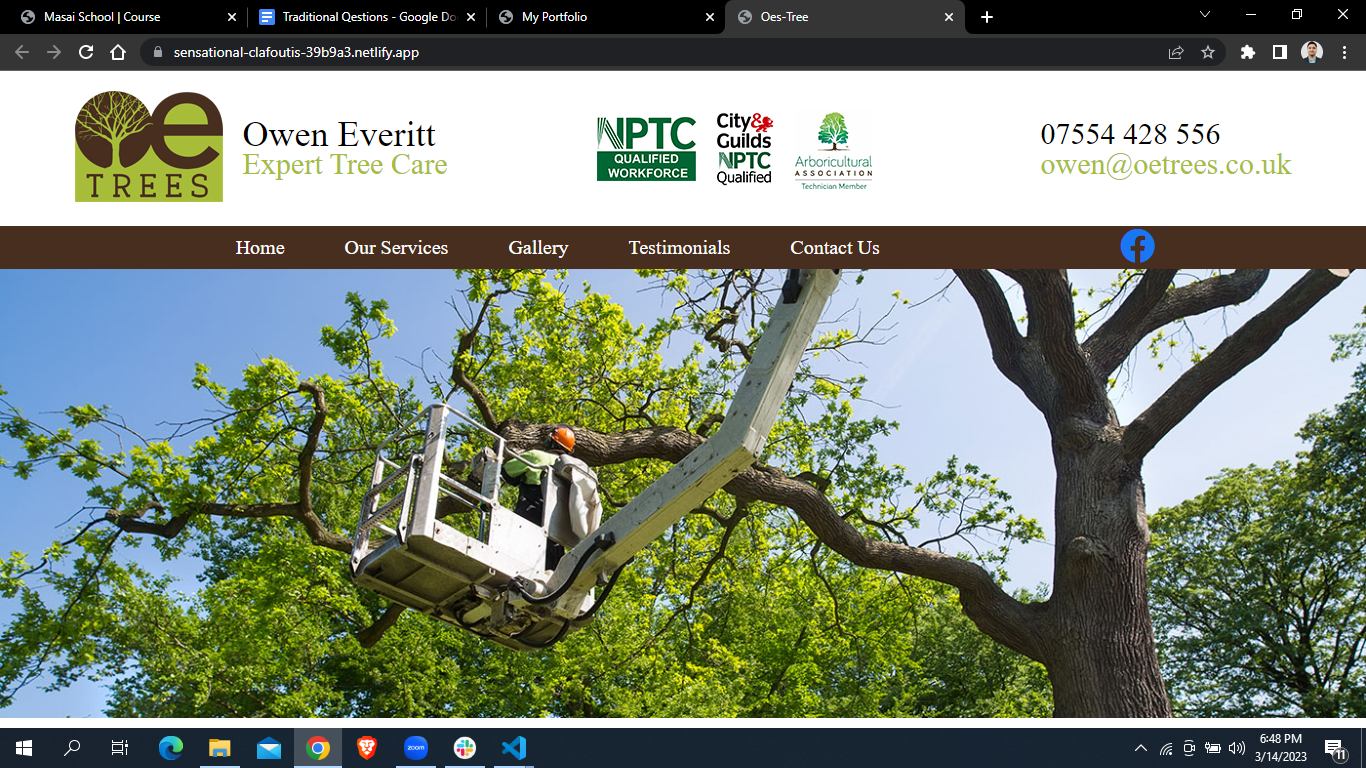 Masai School | Course
Traditional Qestions - Google Do
My Portfolio
Oes-Tree
sensational-clafoutis-39b9a3.netlify.app
oe
TREES
Owen Everitt
Expert Tree Care
NPTC
QUALIFIED
WORKFORCE
City&
Guilds
NPTC
Qualified
Arboricultural
ASSOCIATION
Technician Member
07554 428 556
owen@oetrees.co.uk
Home
Our Services
Gallery
Testimonials
Contact Us
zoom
6:48 PM
3/14/2023
11